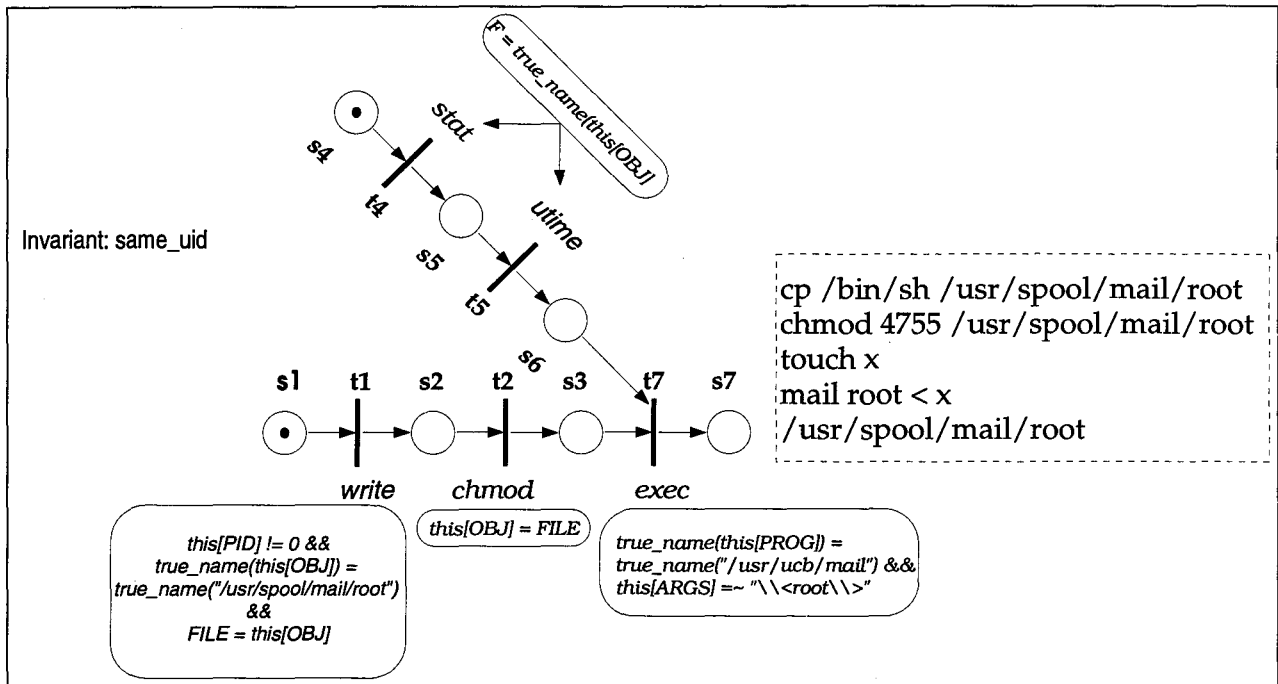 F = true_name(this[OBJ]
stat
s4
t4
utime
s5
t5
Invariant: same_uid
s6
cp /bin/sh /usr/spool/mail/root
chmod 4755 /usr/spool/mail/root
touch x
mail root < x
/usr/spool/mail/root
s1 t1 s2 t2 s3 t7 s7
write chmod exec
this[PID] != 0 &&
true_name(this[OBJ]) =
true_name("/usr/spool/mail/root")
&&
FILE = this[OBJ]
this[OBJ] = FILE
true_name(this[PROG]) =
true_name("/usr/ucb/mail") &&
this[ARGS] =~ "\\<root\\>"